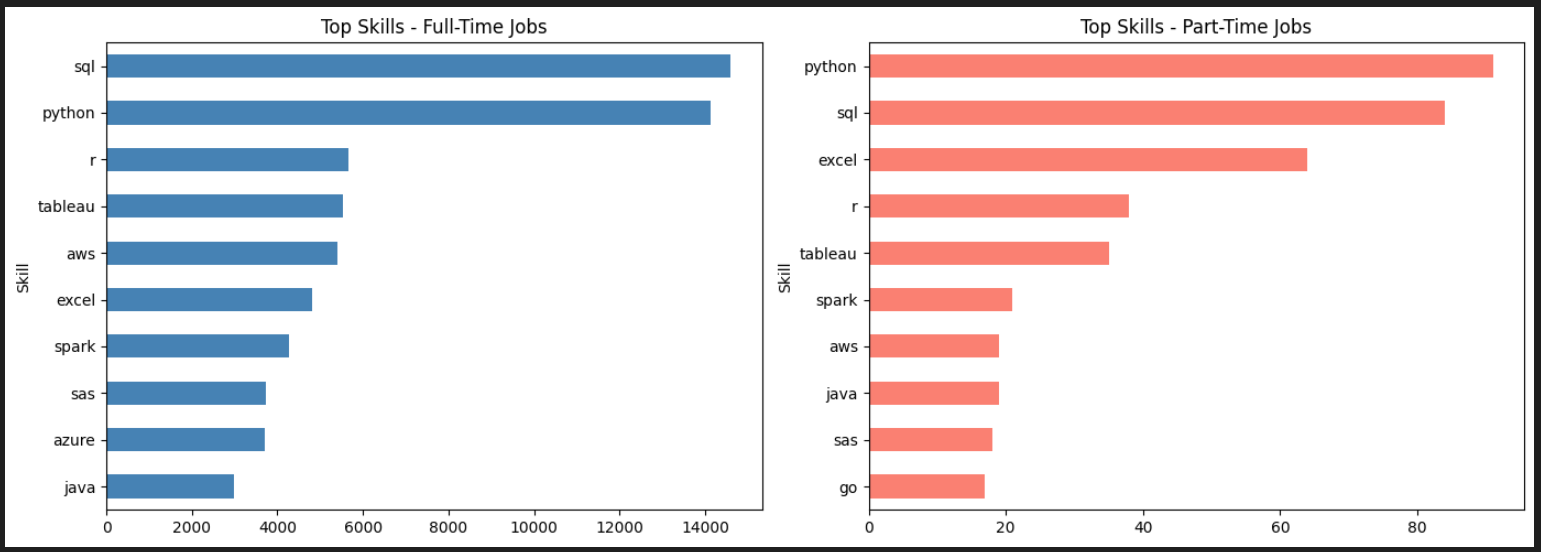 Top Skills - Full-Time Jobs
sql
python
r
tableau
aws
excel
spark
sas
azure
java
Skill
0 2000 4000 6000 8000 10000 12000 14000
Top Skills - Part-Time Jobs
python
sql
excel
r
tableau
spark
aws
java
sas
go
Skill
0 20 40 60 80